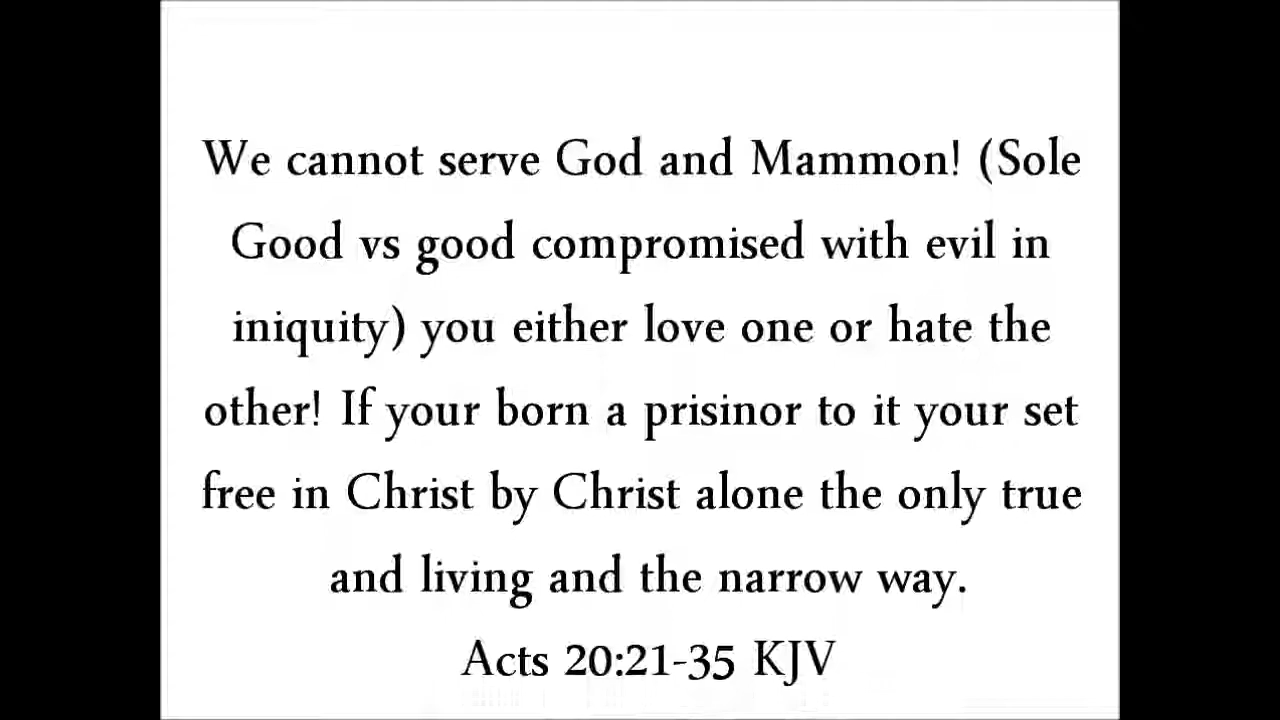 We cannot serve God and Mammon! (Sole
Good vs good compromised with evil in
iniquity) you either love one or hate the
other! If your born a prisinor to it your set
free in Christ by Christ alone the only true
and living and the narrow way.
Acts 20:21-35 KJV